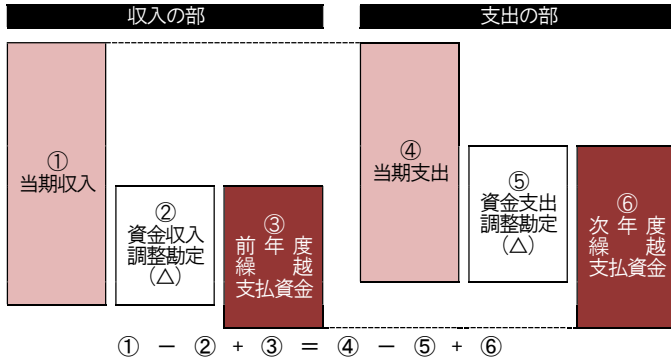 収入の部
支出の部
①
当期収入
②
資金収入
調整勘定
(△)
③
前年度
繰越
支払資金
④
当期支出
⑤
資金支出
調整勘定
(△)
⑥
次年度
繰越
支払資金
① − ② + ③ = ④ − ⑤ + ⑥